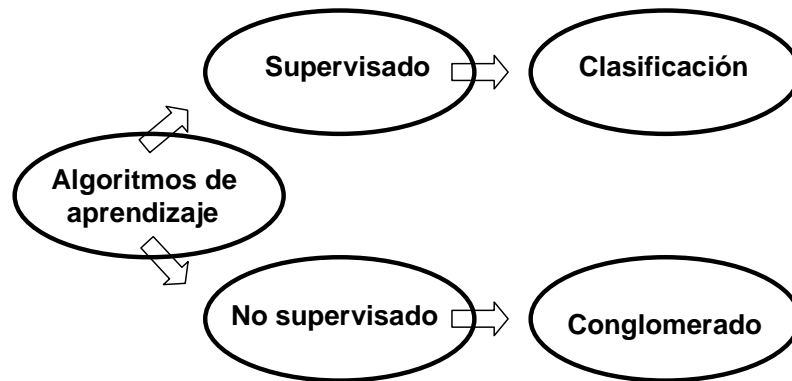 Supervisado
Clasificación
Algoritmos de
aprendizaje
No supervisado
Conglomerado